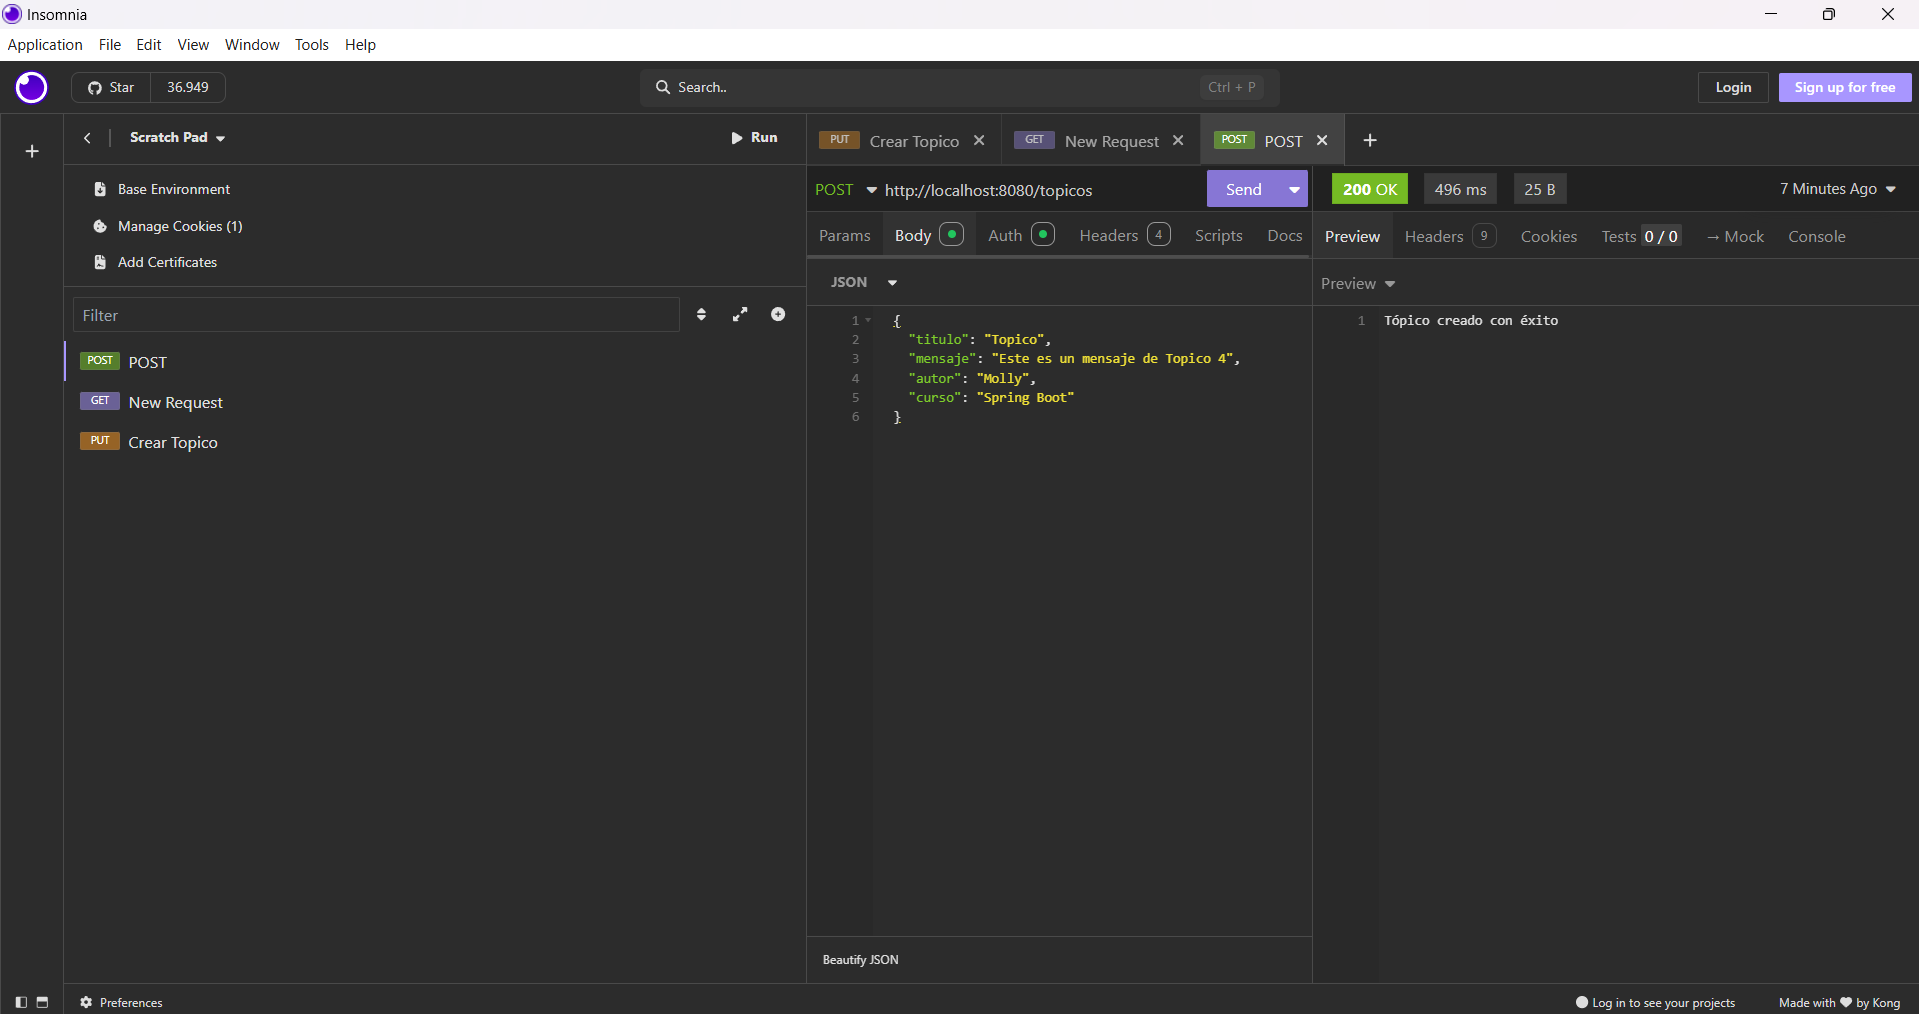 Insomnia
Application File Edit View Window Tools Help
Star 36.949
Search.. Ctrl + P
Login Sign up for free
Scratch Pad
Run
Base Environment
Manage Cookies (1)
Add Certificates
Filter
POST POST
GET New Request
PUT Crear Topico
PUT Crear Topico GET New Request POST POST
POST http://localhost:8080/topicos Send
Params Body Auth Headers 4 Scripts Docs
JSON
1 {
2 "titulo": "Topico",
3 "mensaje": "Este es un mensaje de Topico 4",
4 "autor": "Molly",
5 "curso": "Spring Boot"
6 }
Beautify JSON
200 OK 496 ms 25 B 7 Minutes Ago
Preview Headers 9 Cookies Tests 0 / 0 → Mock Console
Preview
1 Tópico creado con éxito
Preferences
Log in to see your projects Made with ♥ by Kong